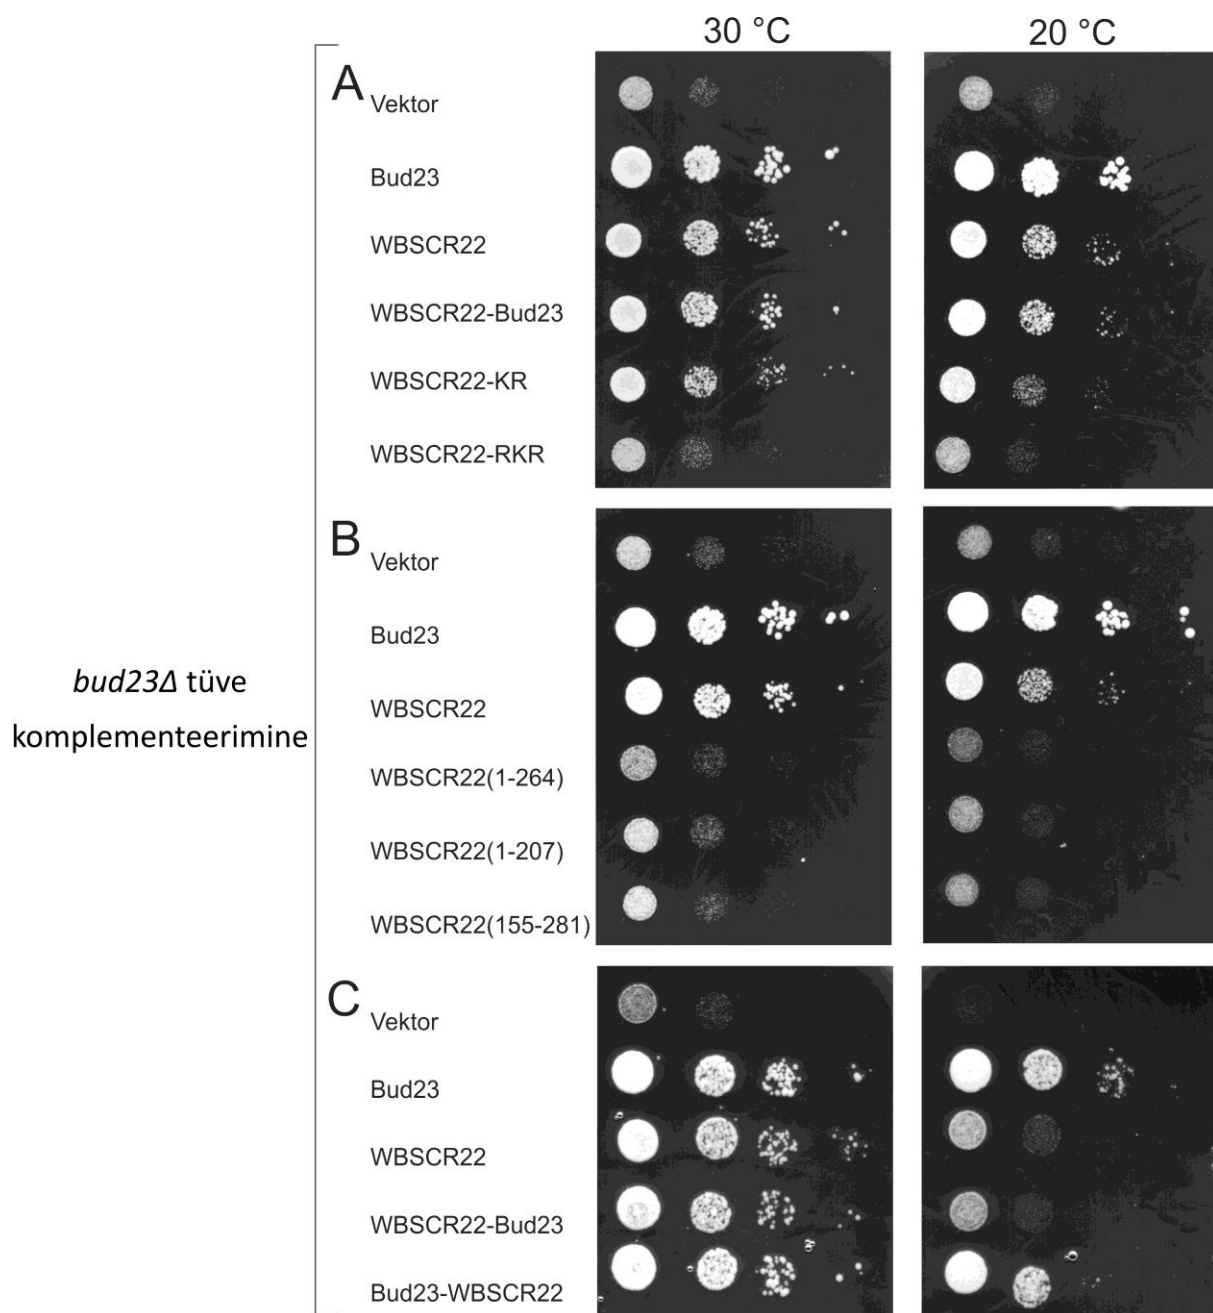 30 °C
20 °C
A
Vektor
Bud23
WBSCR22
WBSCR22-Bud23
WBSCR22-KR
WBSCR22-RKR
B
Vektor
Bud23
WBSCR22
WBSCR22(1-264)
WBSCR22(1-207)
WBSCR22(155-281)
bud23Δ tüve
komplementeerimine
C
Vektor
Bud23
WBSCR22
WBSCR22-Bud23
Bud23-WBSCR22